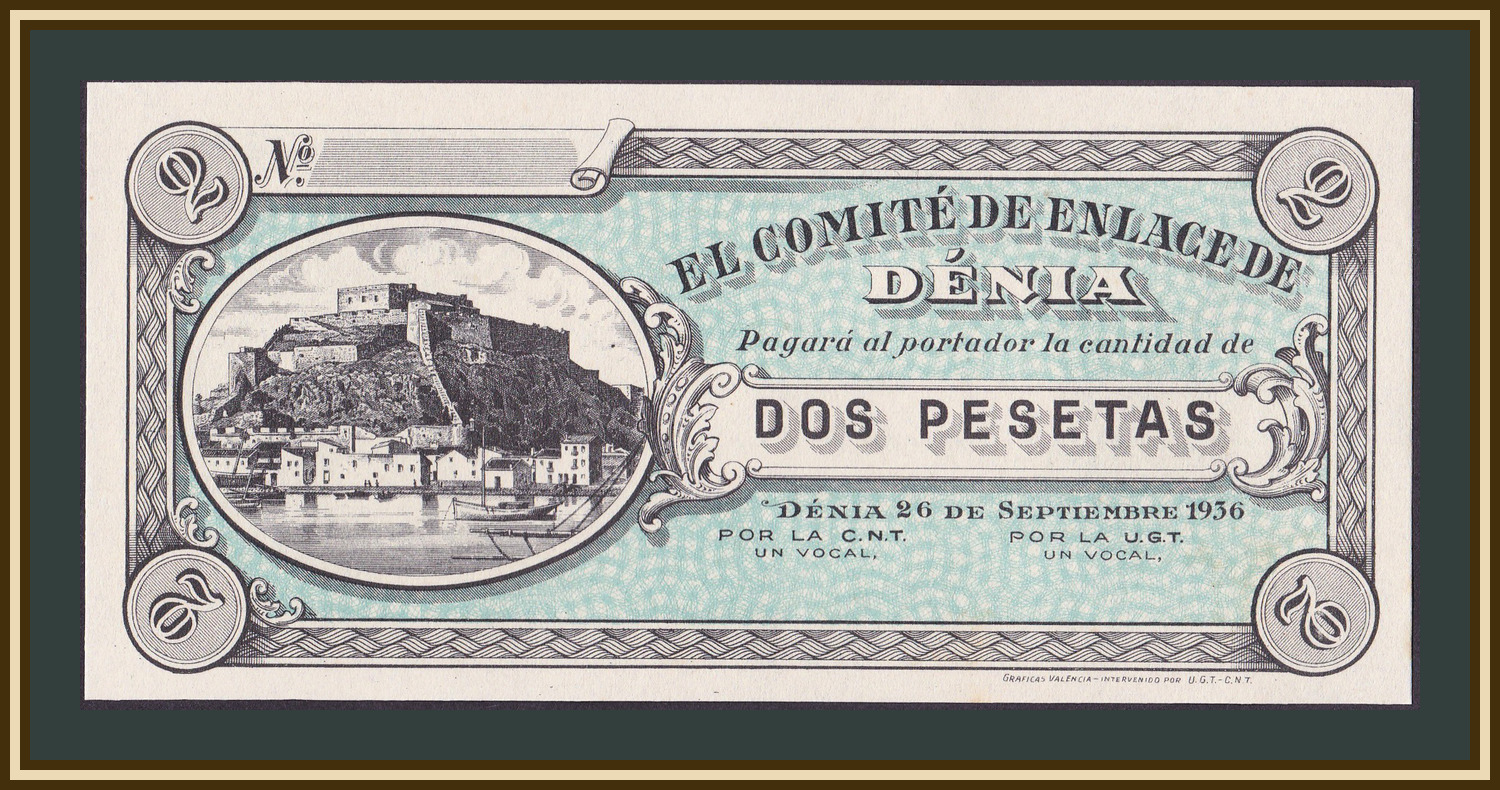 2
Nº
2
EL COMITÉ DE ENLACE DE
DÉNIA
Pagará al portador la cantidad de
DOS PESETAS
DÉNIA 26 DE SEPTIEMBRE 1936
POR LA C.N.T. POR LA U.G.T.
UN VOCAL, UN VOCAL,
2
2
GRAFICAS VALENCIA-INTERVENIDO POR U.G.T.-C.N.T.